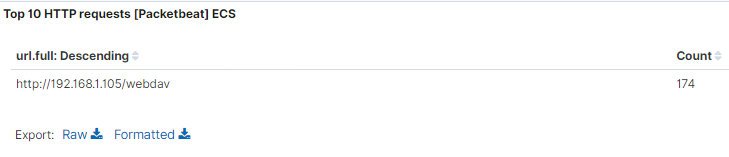 Top 10 HTTP requests [Packetbeat] ECS
url.full: Descending Count
http://192.168.1.105/webdav 174
Export: Raw Formatted